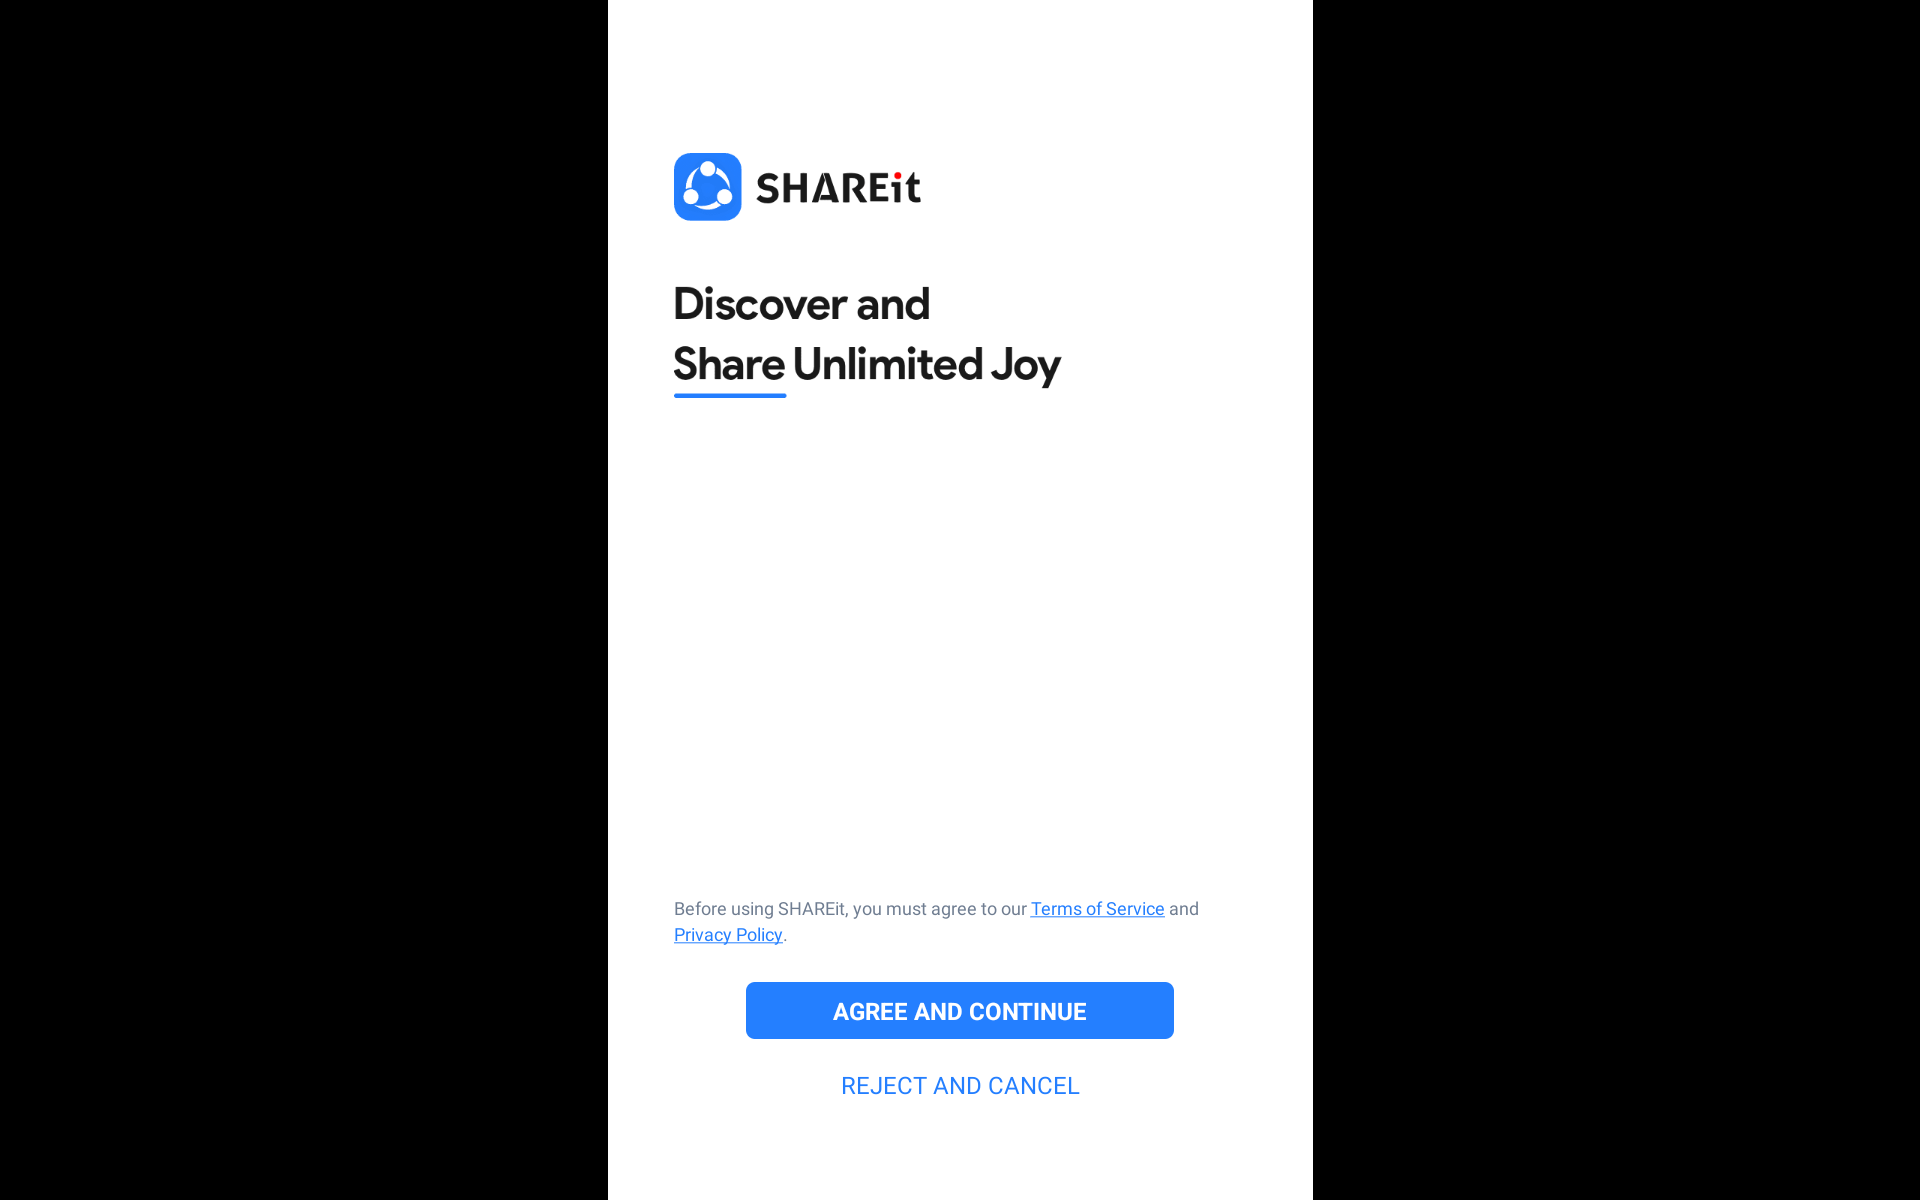 SHAREit
Discover and
Share Unlimited Joy
Before using SHAREit, you must agree to our Terms of Service and
Privacy Policy.
AGREE AND CONTINUE
REJECT AND CANCEL